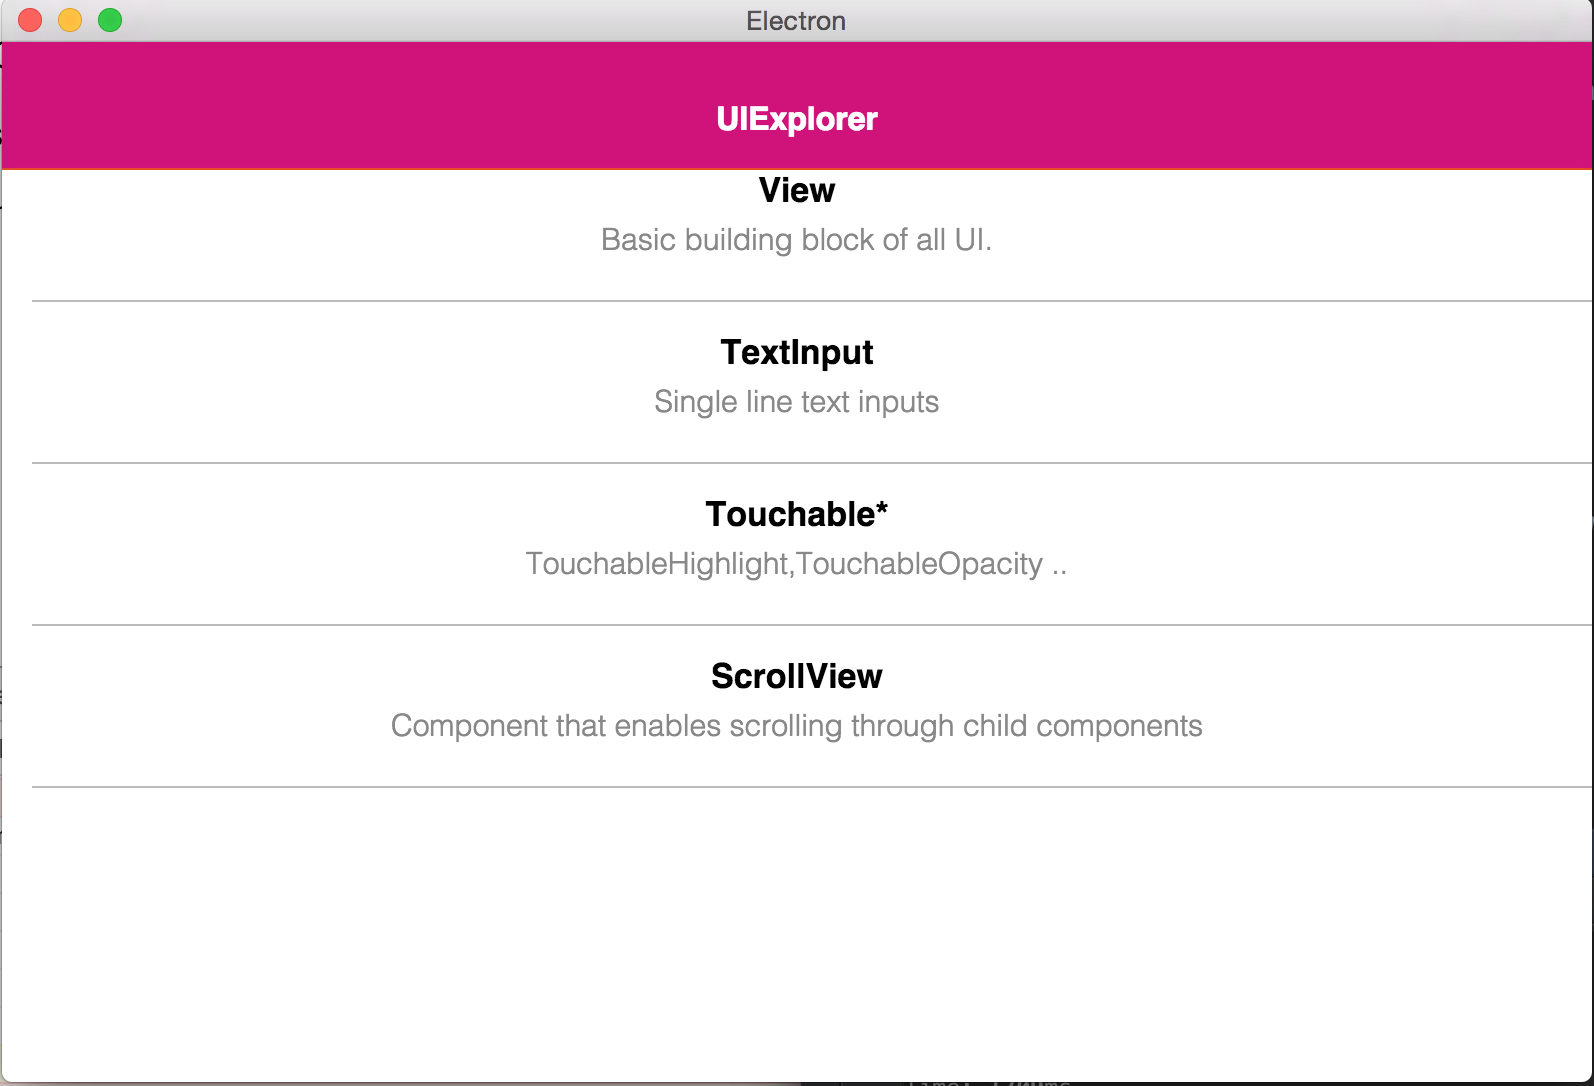 Electron
UIExplorer
View
Basic building block of all UI.
TextInput
Single line text inputs
Touchable*
TouchableHighlight,TouchableOpacity ..
ScrollView
Component that enables scrolling through child components